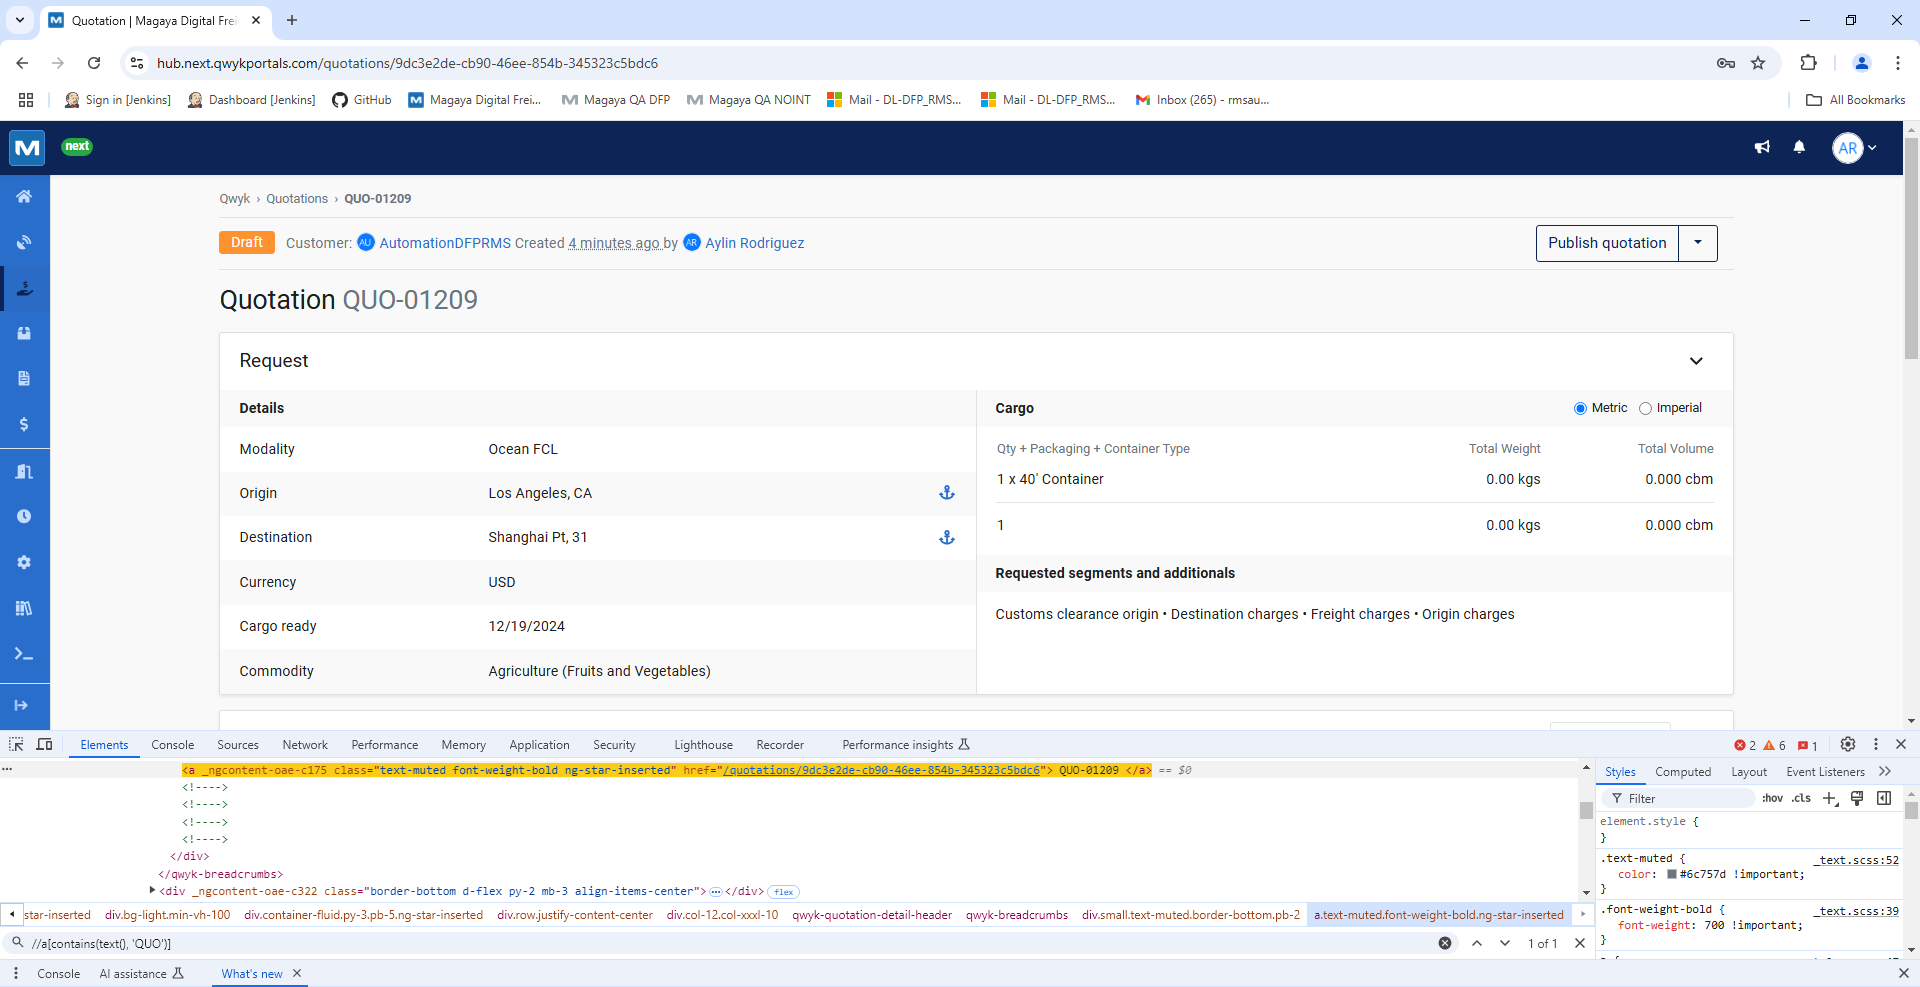 Quotation | Magaya Digital Frei
hub.next.qwykportals.com/quotations/9dc3e2de-cb90-46ee-854b-345323c5bdc6
Sign in [Jenkins]
Dashboard [Jenkins]
GitHub
Magaya Digital Frei...
Magaya QA DFP
Magaya QA NOINT
Mail - DL-DFP_RMS...
Mail - DL-DFP_RMS...
Inbox (265) - rmsau...
All Bookmarks
next
AR
Qwyk › Quotations › QUO-01209
Draft Customer: AU AutomationDFPRMS Created 4 minutes ago by AR Aylin Rodriguez
Publish quotation
Quotation QUO-01209
Request
Details
Modality Ocean FCL
Origin Los Angeles, CA
Destination Shanghai Pt, 31
Currency USD
Cargo ready 12/19/2024
Commodity Agriculture (Fruits and Vegetables)
Cargo Metric Imperial
Qty + Packaging + Container Type Total Weight Total Volume
1 x 40' Container 0.00 kgs 0.000 cbm
1 0.00 kgs 0.000 cbm
Requested segments and additionals
Customs clearance origin • Destination charges • Freight charges • Origin charges
Elements Console Sources Network Performance Memory Application Security Lighthouse Recorder Performance insights 2 6 1
<a _ngcontent-oae-c175 class="text-muted font-weight-bold ng-star-inserted" href="/quotations/9dc3e2de-cb90-46ee-854b-345323c5bdc6"> QUO-01209 </a> == $0
<!---->
<!---->
<!---->
<!---->
</div>
</qwyk-breadcrumbs>
<div _ngcontent-oae-c322 class="border-bottom d-flex py-2 mb-3 align-items-center">…</div> flex
star-inserted div.bg-light.min-vh-100 div.container-fluid.py-3.pb-5.ng-star-inserted div.row.justify-content-center div.col-12.col-xxxl-10 qwyk-quotation-detail-header qwyk-breadcrumbs div.small.text-muted.border-bottom.pb-2 a.text-muted.font-weight-bold.ng-star-inserted
//a[contains(text(), 'QUO')] 1 of 1
Styles Computed Layout Event Listeners
Filter :hov .cls
element.style {
}
.text-muted { _text.scss:52
color: #6c757d !important;
}
.font-weight-bold { _text.scss:39
font-weight: 700 !important;
}
Console AI assistance What's new